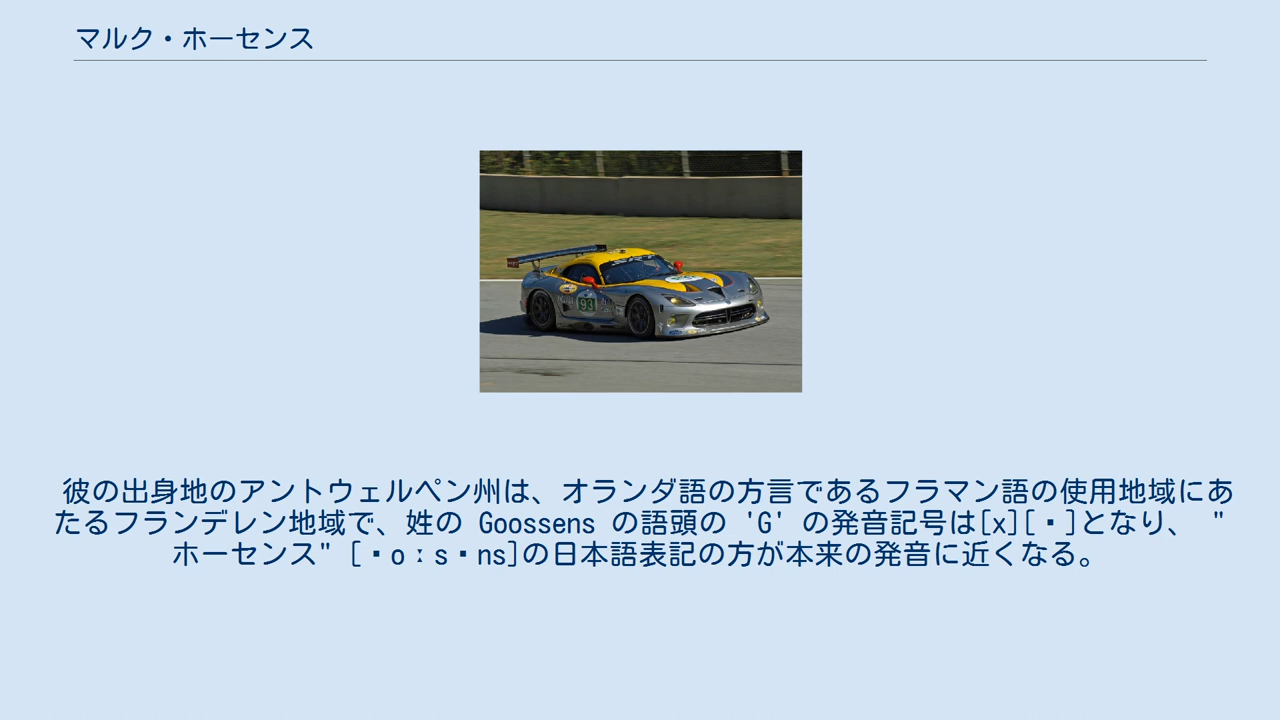 マルク・ホーセンス
93
彼の出身地のアントウェルペン州は、オランダ語の方言であるフラマン語の使用地域にあ
たるフランデレン地域で、姓の Goossens の語頭の 'G' の発音記号は[x][▪]となり、 "
ホーセンス" [▪oːs▪ns]の日本語表記の方が本来の発音に近くなる。